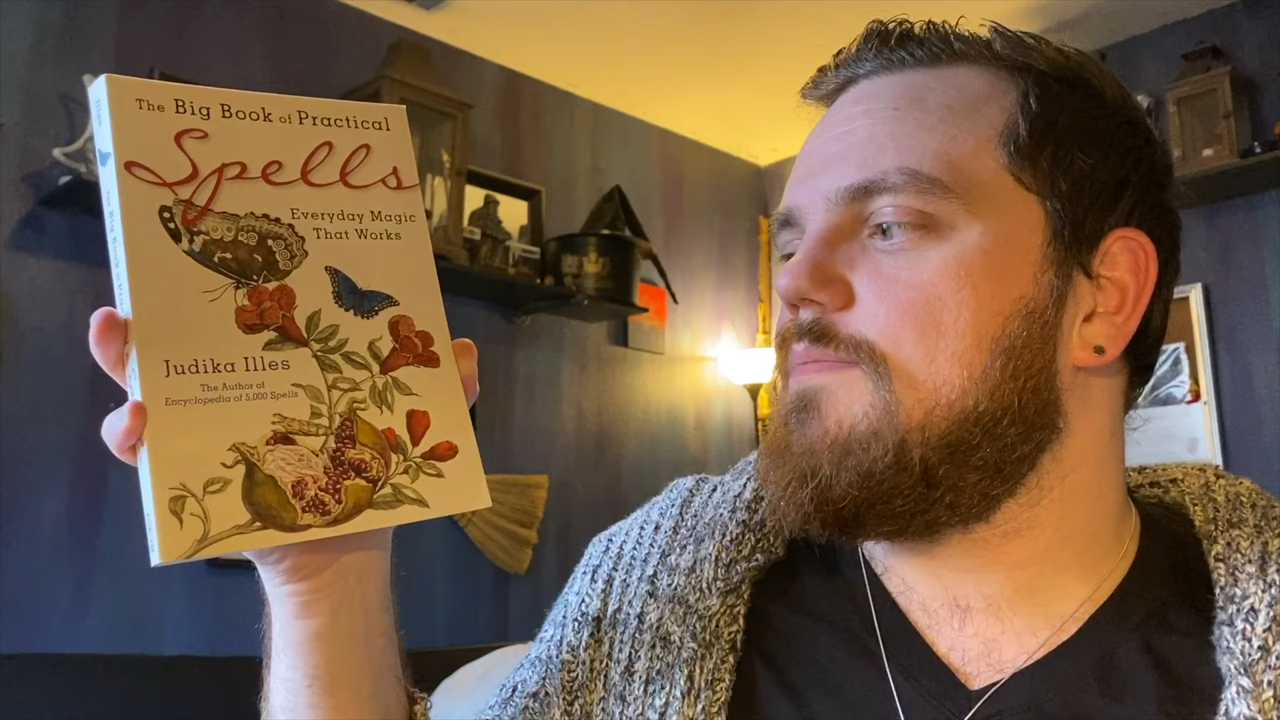 The Big Book of Practical
Spells
Everyday Magic
That Works
Judika Illes
The Author of
Encyclopedia of 5,000 Spells